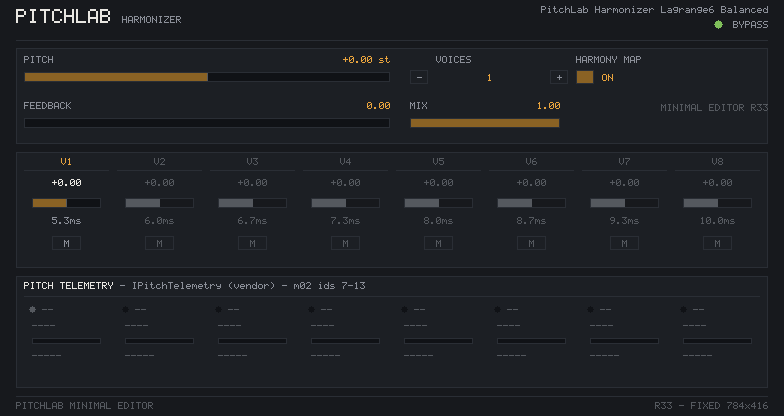 PITCHLAB HARMONIZER
PitchLab Harmonizer La9ran9e6 Balanced
BYPASS
PITCH +0.00 st
VOICES
− 1 +
HARMONY MAP
ON
FEEDBACK 0.00
MIX 1.00
MINIMAL EDITOR R33
V1 V2 V3 V4 V5 V6 V7 V8
+0.00 +0.00 +0.00 +0.00 +0.00 +0.00 +0.00 +0.00
5.3ms 6.0ms 6.7ms 7.3ms 8.0ms 8.7ms 9.3ms 10.0ms
M M M M M M M M
PITCH TELEMETRY — IPitchTelemetry (vendor) — m02 ids 7-13
-- -- -- -- -- -- -- --
---- ---- ---- ---- ---- ---- ---- ----
----- ----- ----- ----- ----- ----- ----- -----
PITCHLAB MINIMAL EDITOR
R33 — FIXED 784x416